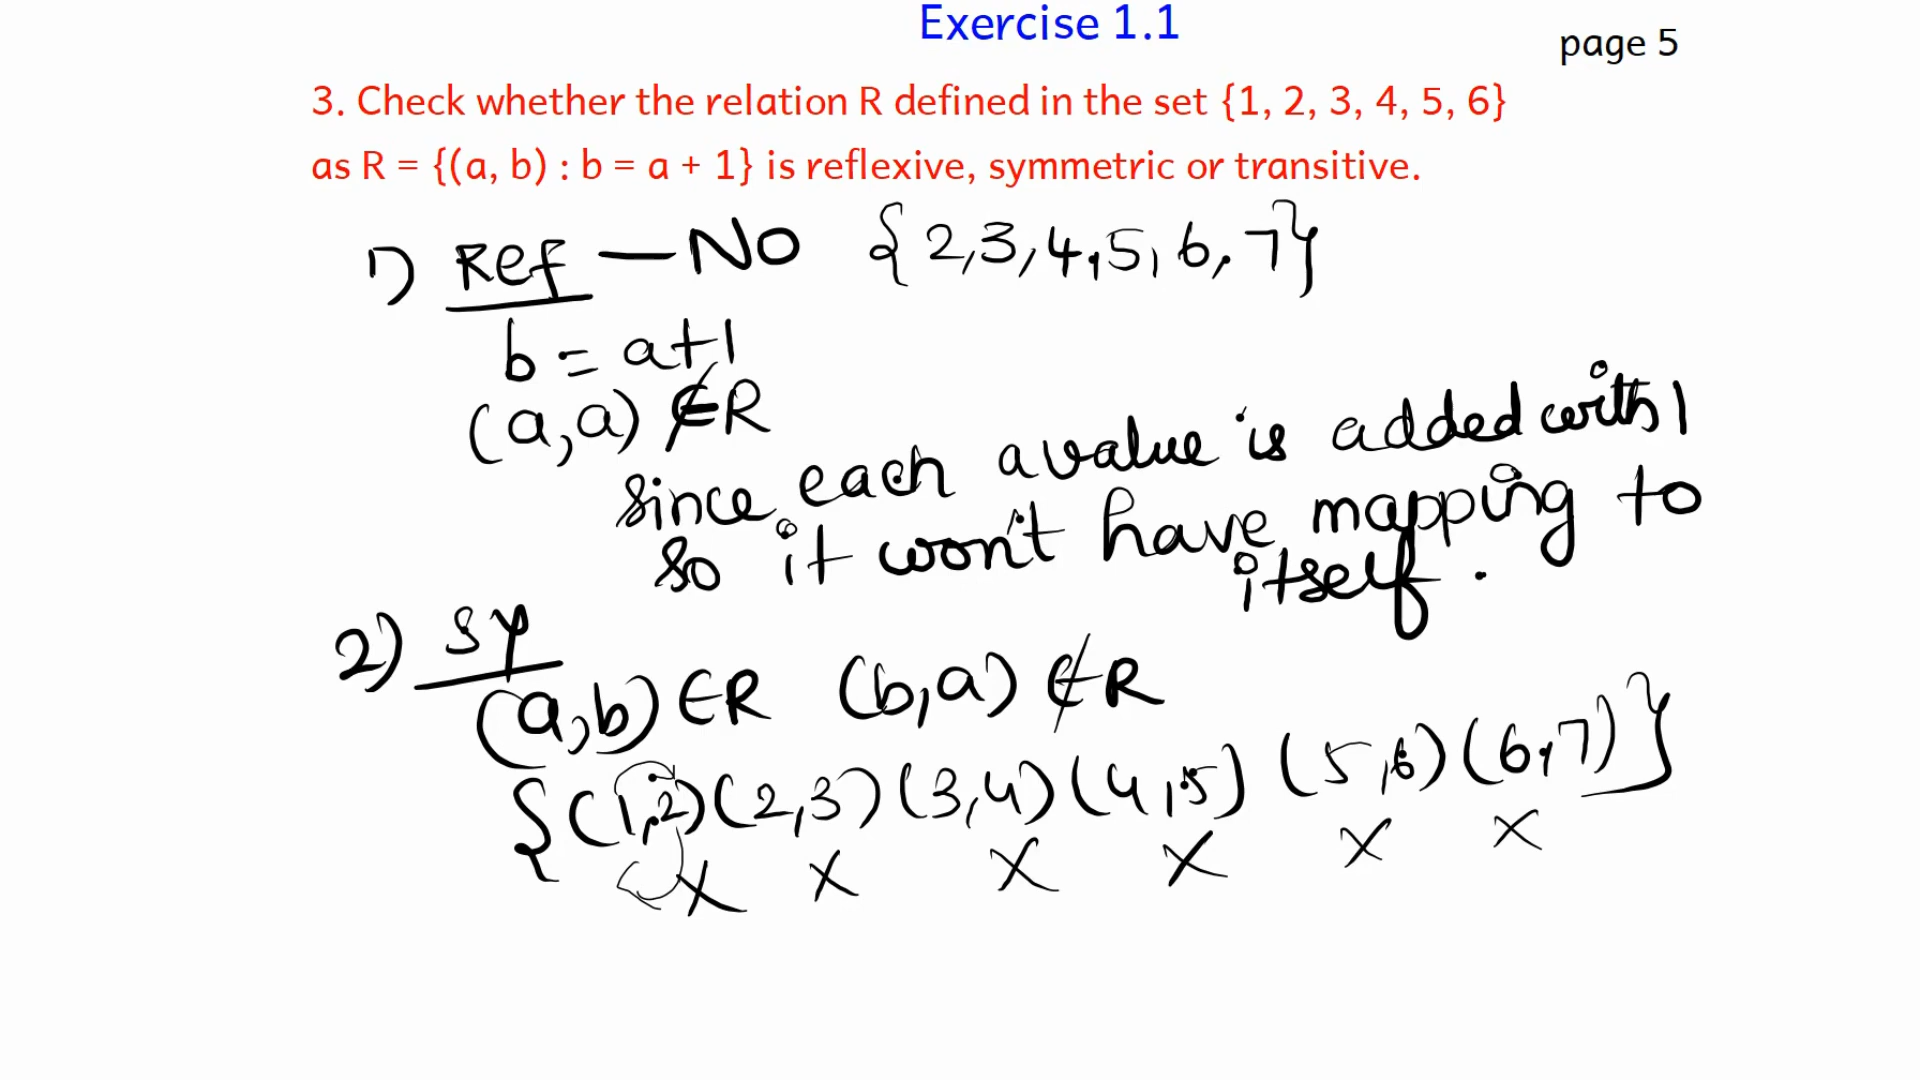 Exercise 1.1
page 5
3. Check whether the relation R defined in the set {1, 2, 3, 4, 5, 6}
as R = {(a, b) : b = a + 1} is reflexive, symmetric or transitive.
1) Ref — No {2,3,4,5,6,7}
b = a+1
(a,a) ∉ R
since each a value is added with 1
so it won't have mapping to
itself.
2) sy
(a,b) ∈ R (b,a) ∉ R
{(1,2) (2,3) (3,4) (4,5) (5,6) (6,7)}
X X X X X X